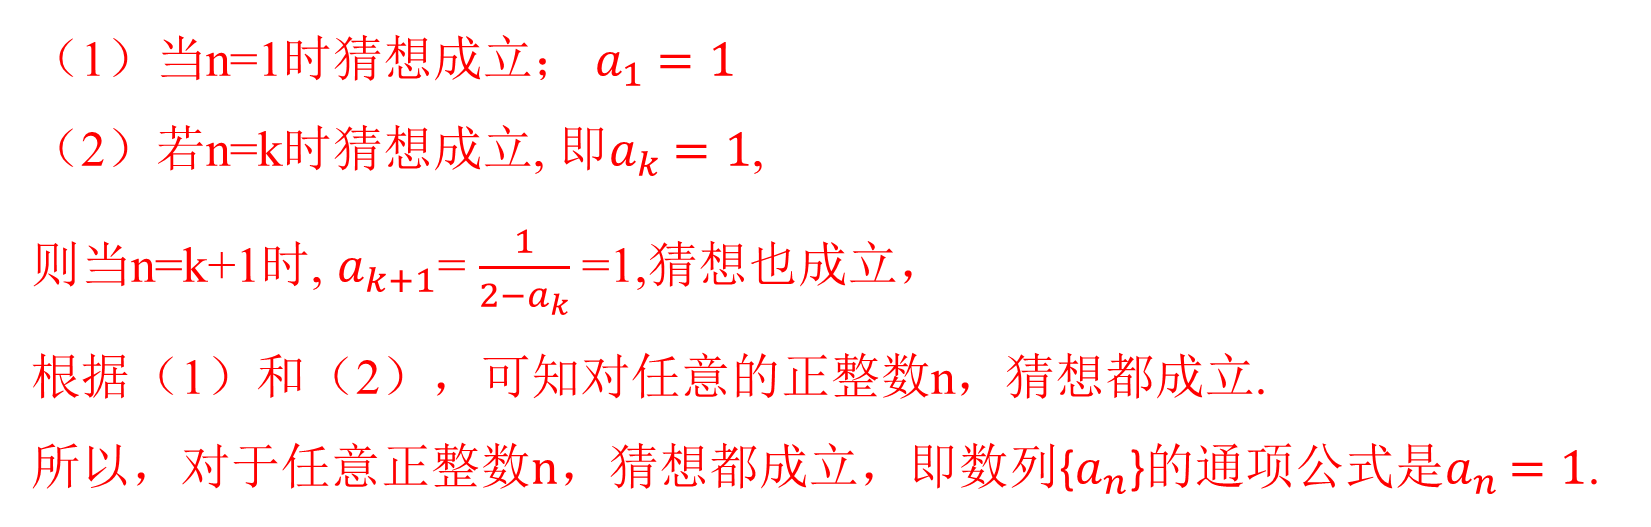 （1）当n=1时猜想成立； a₁ = 1
（2）若n=k时猜想成立, 即aₖ = 1,
则当n=k+1时, aₖ₊₁= 1/(2−aₖ) =1,猜想也成立，
根据（1）和（2），可知对任意的正整数n，猜想都成立.
所以，对于任意正整数n，猜想都成立，即数列{aₙ}的通项公式是aₙ = 1.